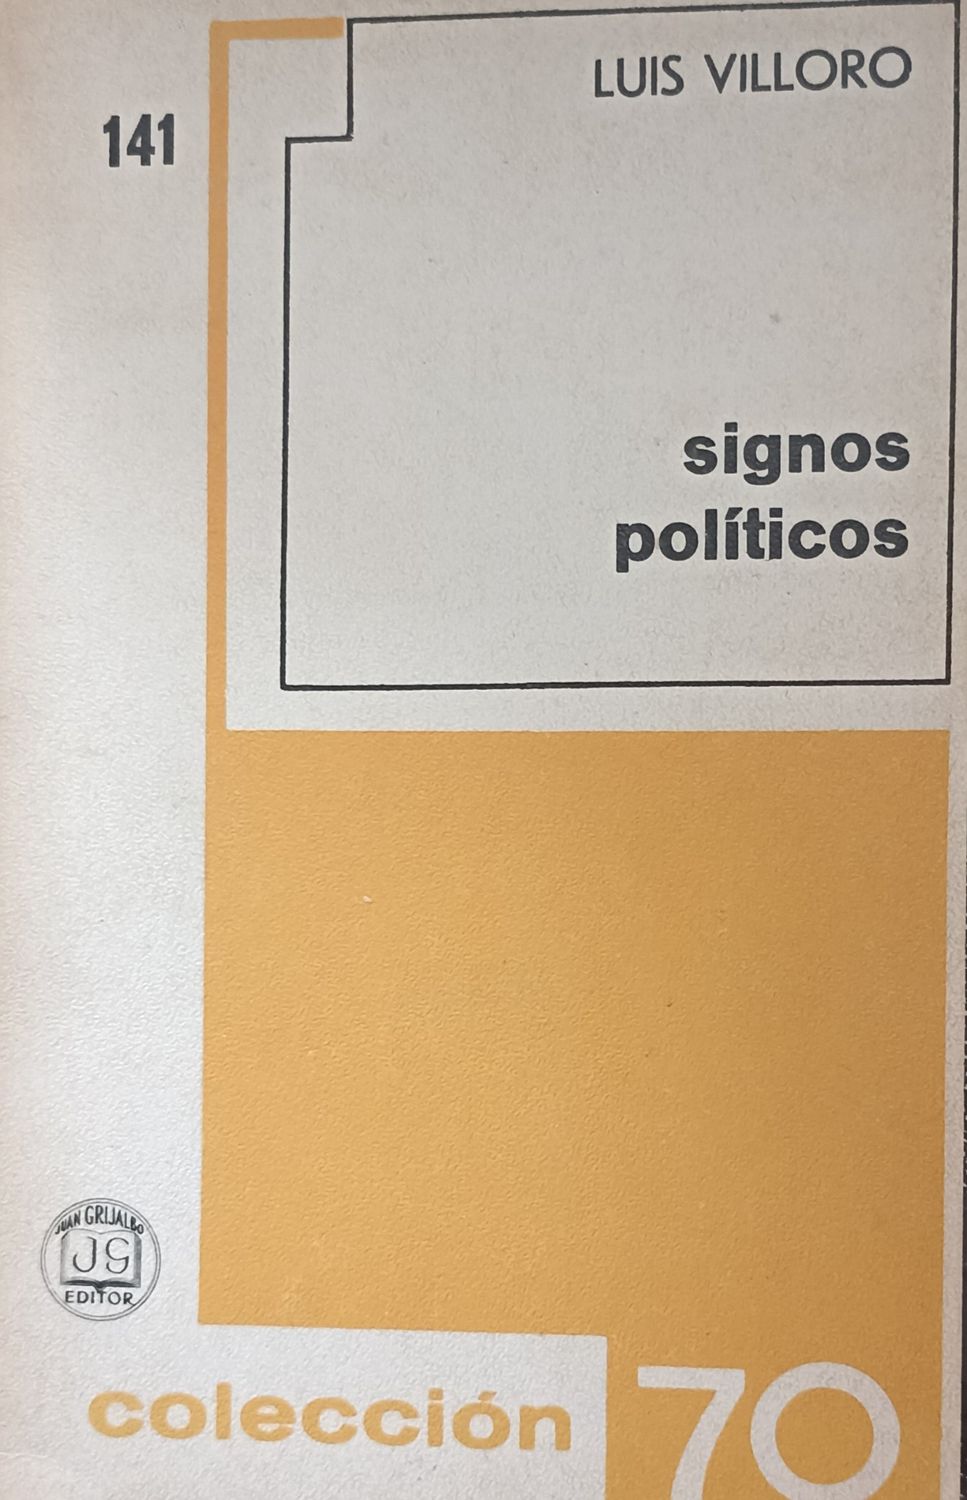 LUIS VILLORO
141
signos
políticos
JUAN GRIJALBO
JG
EDITOR
colección 70